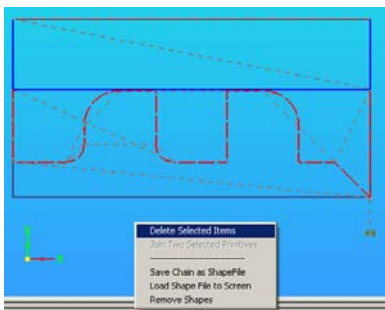 Delete Selected Items
Join Two Selected Primitives
------------------------
Save Chain as ShapeFile
Load Shape File to Screen
Remove Shapes